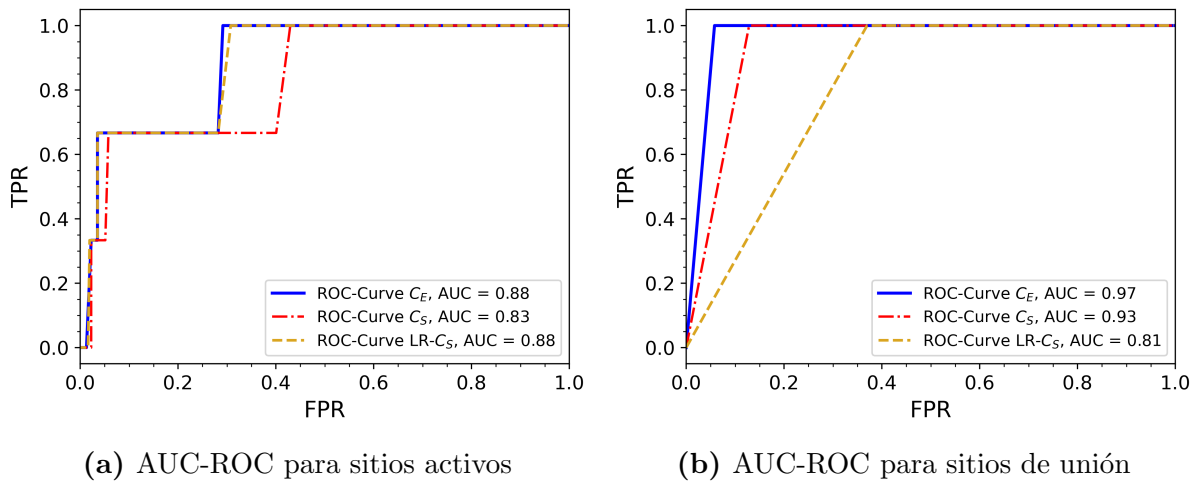 1.0
0.8
0.6
0.4
0.2
0.0
TPR
0.0 0.2 0.4 0.6 0.8 1.0
FPR
ROC-Curve C_E, AUC = 0.88
ROC-Curve C_S, AUC = 0.83
ROC-Curve LR-C_S, AUC = 0.88
(a) AUC-ROC para sitios activos
1.0
0.8
0.6
0.4
0.2
0.0
TPR
0.0 0.2 0.4 0.6 0.8 1.0
FPR
ROC-Curve C_E, AUC = 0.97
ROC-Curve C_S, AUC = 0.93
ROC-Curve LR-C_S, AUC = 0.81
(b) AUC-ROC para sitios de unión